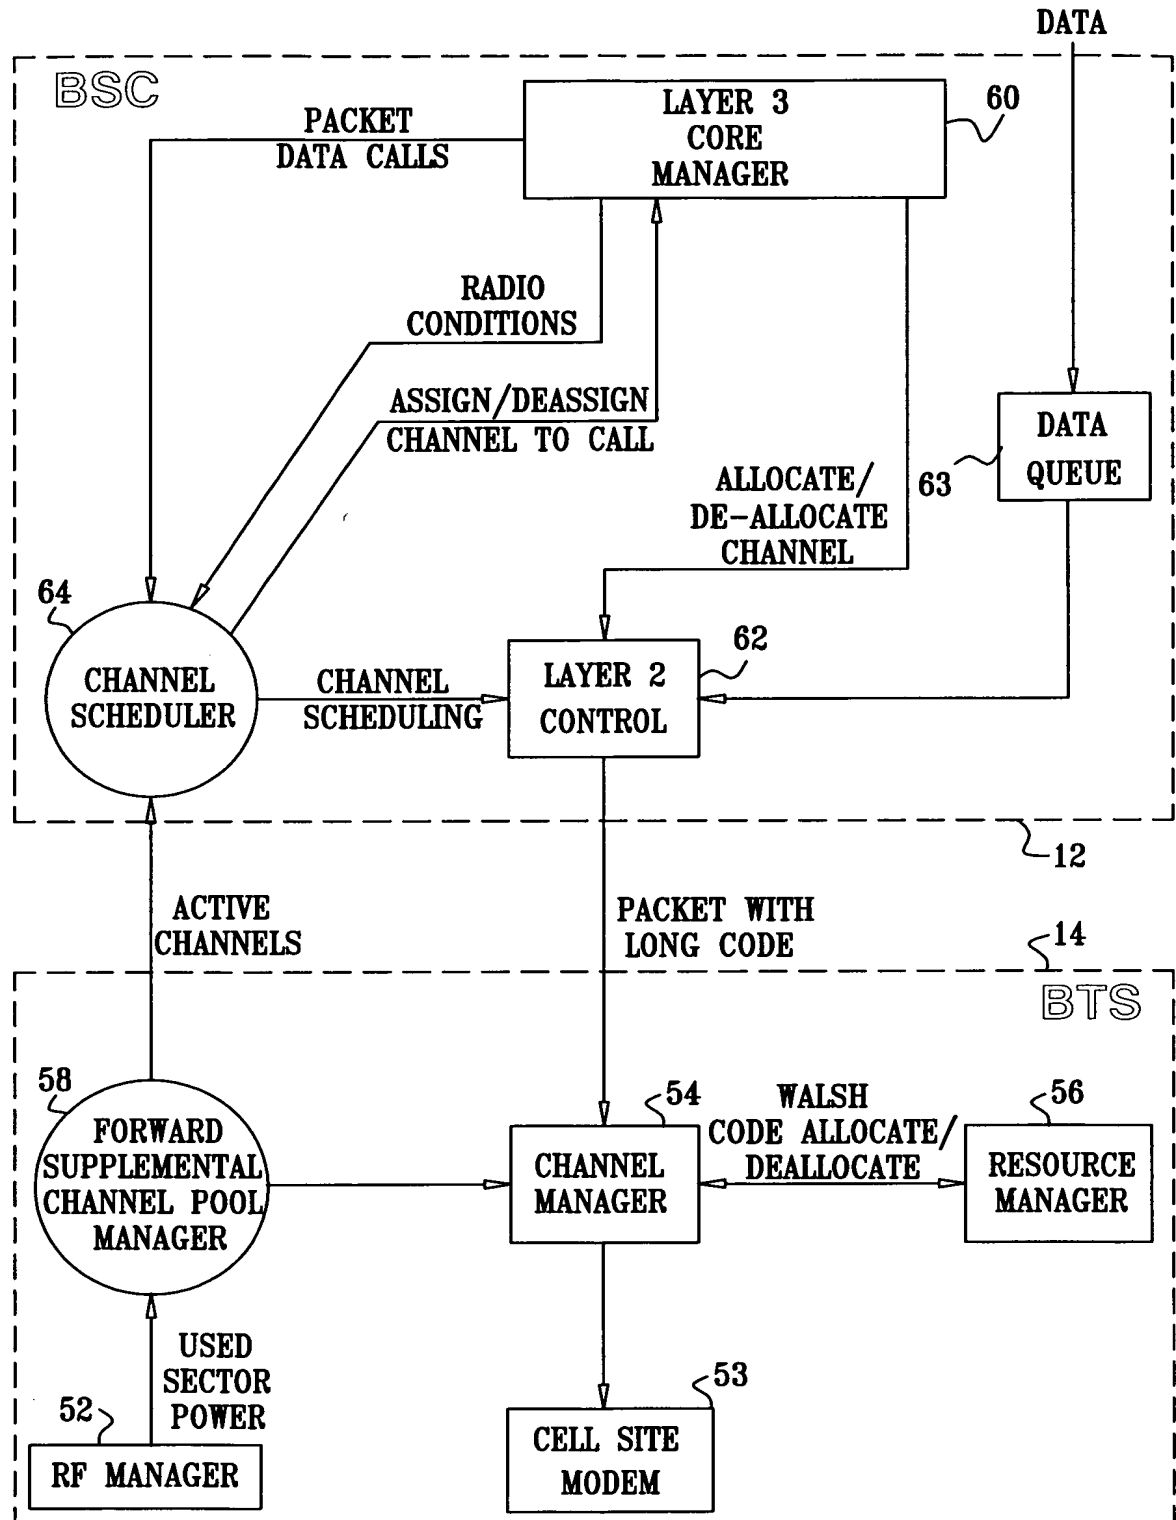 DATA
BSC
LAYER 3
CORE
MANAGER
60
PACKET
DATA CALLS
RADIO
CONDITIONS
ASSIGN/DEASSIGN
CHANNEL TO CALL
DATA
QUEUE
63
ALLOCATE/
DE-ALLOCATE
CHANNEL
64
CHANNEL
SCHEDULER
CHANNEL
SCHEDULING
LAYER 2
CONTROL
62
12
ACTIVE
CHANNELS
PACKET WITH
LONG CODE
14
BTS
58
FORWARD
SUPPLEMENTAL
CHANNEL POOL
MANAGER
54
CHANNEL
MANAGER
WALSH
CODE ALLOCATE/
DEALLOCATE
56
RESOURCE
MANAGER
USED
SECTOR
POWER
52
RF MANAGER
53
CELL SITE
MODEM